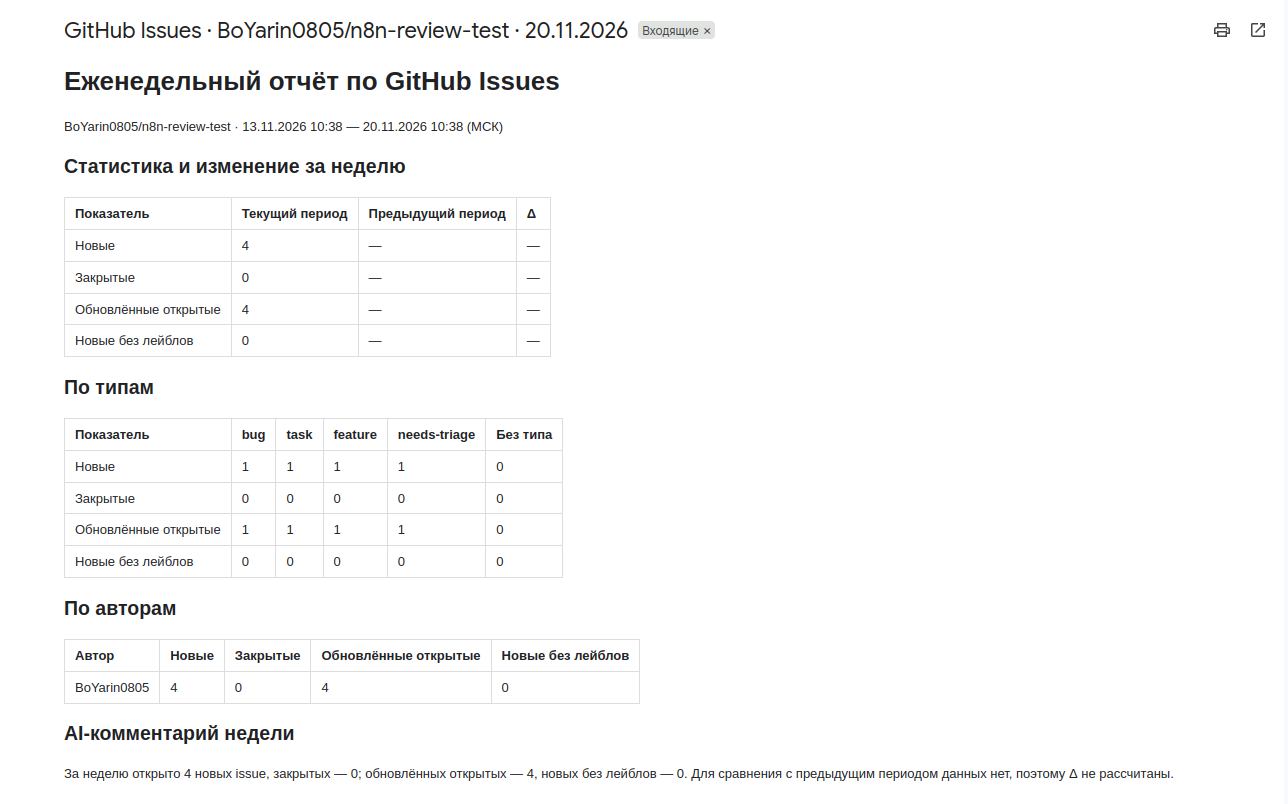 GitHub Issues · BoYarin0805/n8n-review-test · 20.11.2026 Входящие ×
Еженедельный отчёт по GitHub Issues
BoYarin0805/n8n-review-test · 13.11.2026 10:38 — 20.11.2026 10:38 (МСК)
Статистика и изменение за неделю
Показатель Текущий период Предыдущий период Δ
Новые 4 — —
Закрытые 0 — —
Обновлённые открытые 4 — —
Новые без лейблов 0 — —
По типам
Показатель bug task feature needs-triage Без типа
Новые 1 1 1 1 0
Закрытые 0 0 0 0 0
Обновлённые открытые 1 1 1 1 0
Новые без лейблов 0 0 0 0 0
По авторам
Автор Новые Закрытые Обновлённые открытые Новые без лейблов
BoYarin0805 4 0 4 0
AI-комментарий недели
За неделю открыто 4 новых issue, закрытых — 0; обновлённых открытых — 4, новых без лейблов — 0. Для сравнения с предыдущим периодом данных нет, поэтому Δ не рассчитаны.